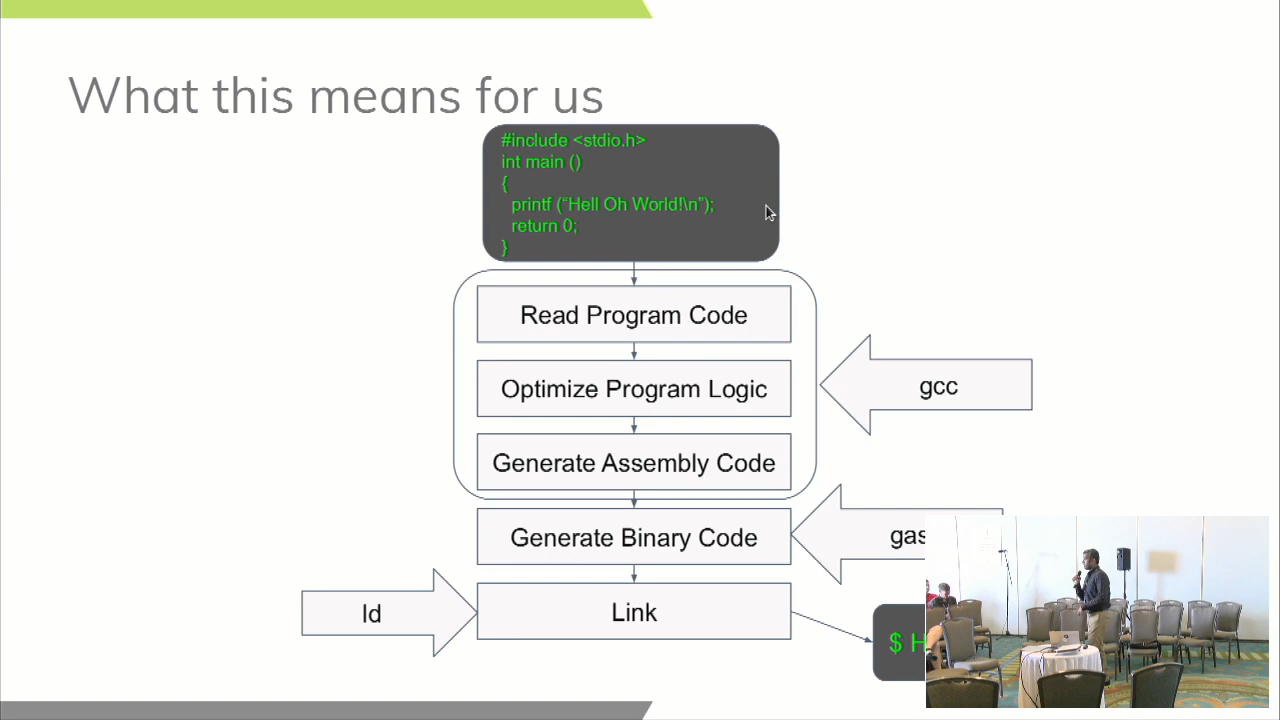 What this means for us
#include <stdio.h>
int main ()
{
printf (“Hell Oh World!\n”);
return 0;
}
Read Program Code
Optimize Program Logic
gcc
Generate Assembly Code
Generate Binary Code
gas
ld
Link
$ H